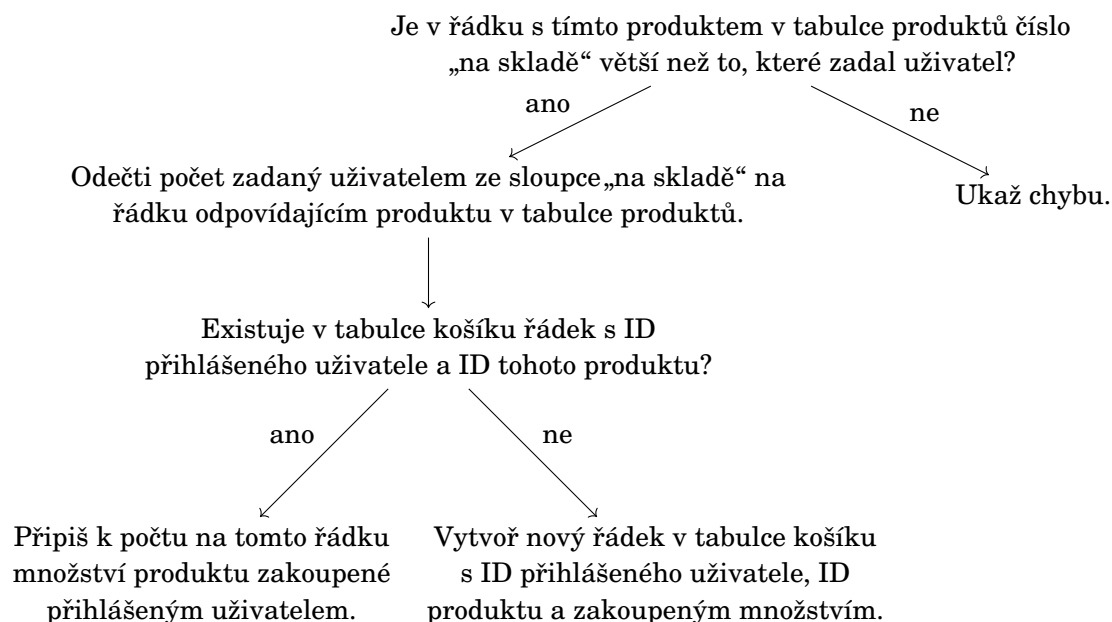 Je v řádku s tímto produktem v tabulce produktů číslo
„na skladě“ větší než to, které zadal uživatel?
ano
ne
Odečti počet zadaný uživatelem ze sloupce„na skladě“ na
řádku odpovídajícím produktu v tabulce produktů.
Ukaž chybu.
Existuje v tabulce košíku řádek s ID
přihlášeného uživatele a ID tohoto produktu?
ano
ne
Připiš k počtu na tomto řádku
množství produktu zakoupené
přihlášeným uživatelem.
Vytvoř nový řádek v tabulce košíku
s ID přihlášeného uživatele, ID
produktu a zakoupeným množstvím.